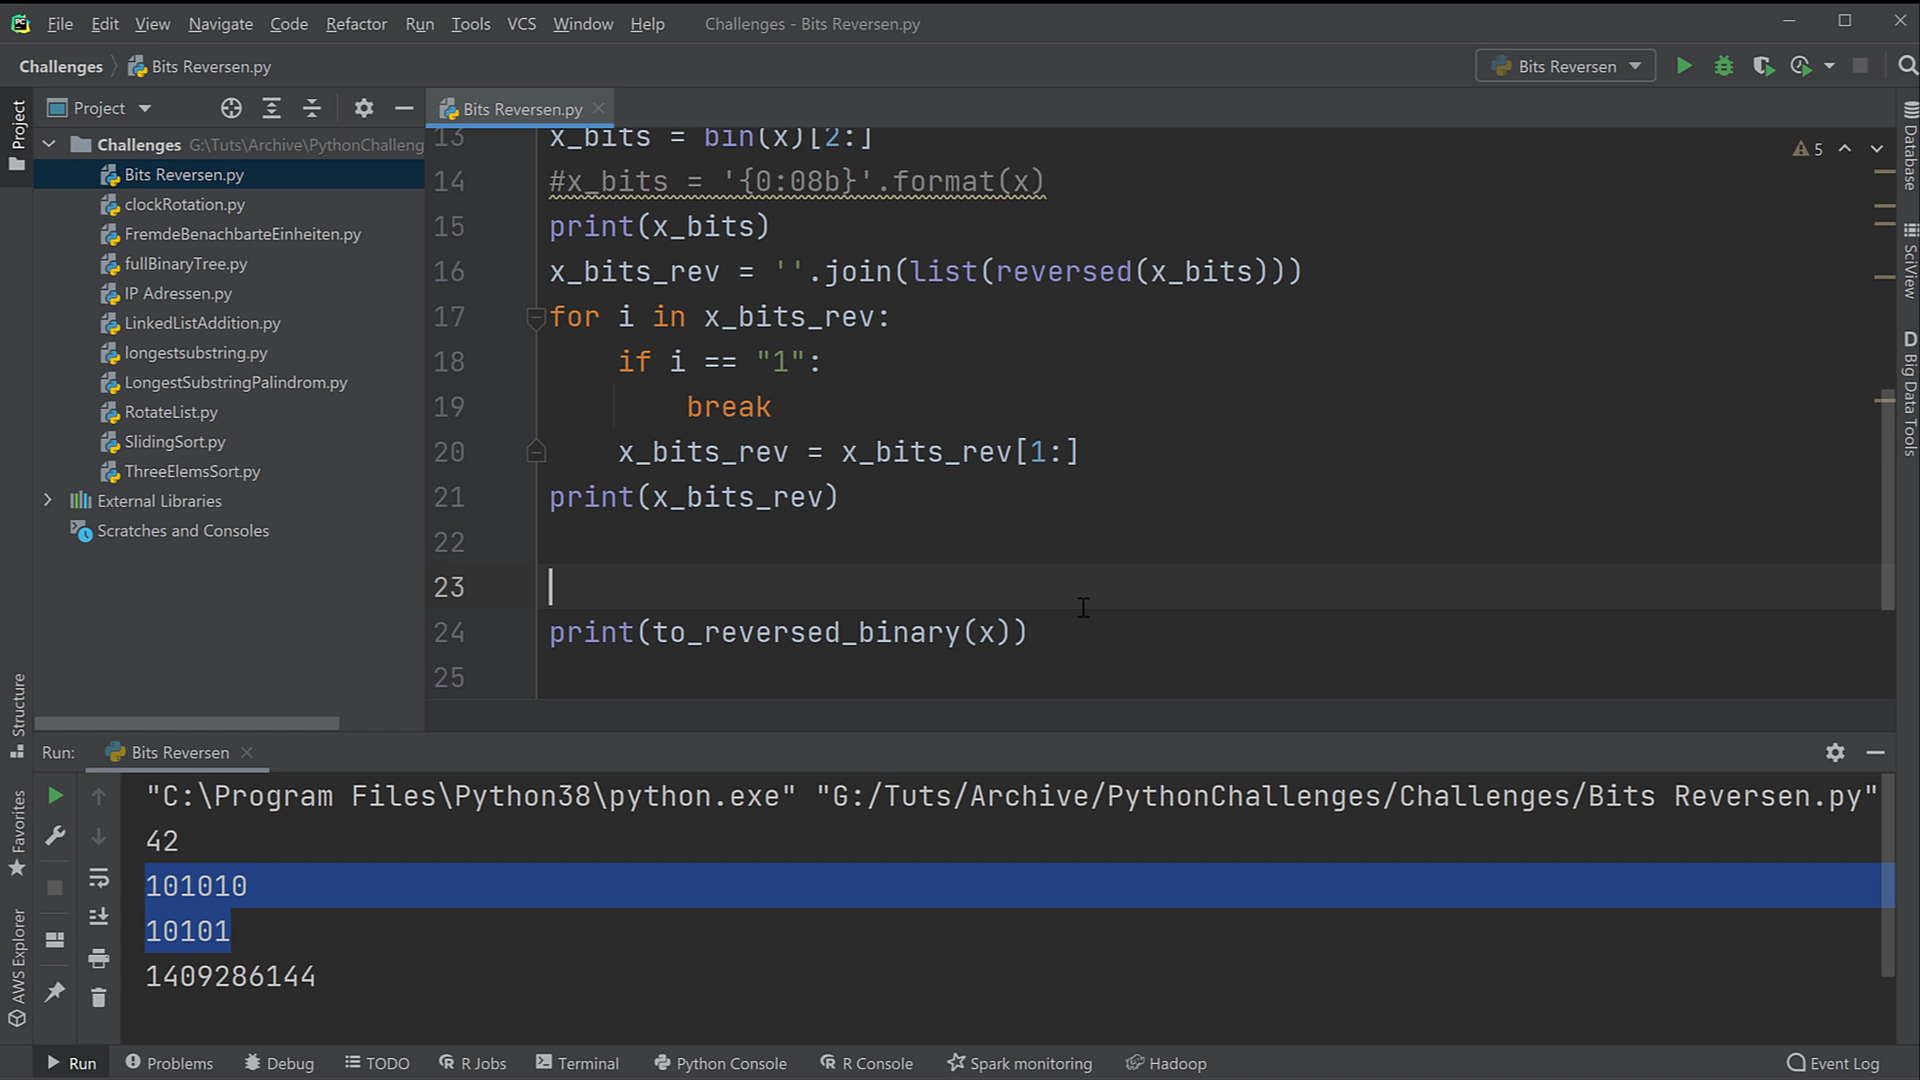 File Edit View Navigate Code Refactor Run Tools VCS Window Help Challenges - Bits Reversen.py
Challenges Bits Reversen.py Bits Reversen
Project
Project
Bits Reversen.py
Challenges G:\Tuts\Archive\PythonChalleng
Bits Reversen.py
clockRotation.py
FremdeBenachbarteEinheiten.py
fullBinaryTree.py
IP Adressen.py
LinkedListAddition.py
longestsubstring.py
LongestSubstringPalindrom.py
RotateList.py
SlidingSort.py
ThreeElemsSort.py
External Libraries
Scratches and Consoles
13 x_bits = bin(x)[2:]
14 #x_bits = '{0:08b}'.format(x)
15 print(x_bits)
16 x_bits_rev = ''.join(list(reversed(x_bits)))
17 for i in x_bits_rev:
18 if i == "1":
19 break
20 x_bits_rev = x_bits_rev[1:]
21 print(x_bits_rev)
22
23
24 print(to_reversed_binary(x))
25
5
Database
SciView
D Big Data Tools
Structure
Favorites
AWS Explorer
Run: Bits Reversen
"C:\Program Files\Python38\python.exe" "G:/Tuts/Archive/PythonChallenges/Challenges/Bits Reversen.py"
42
101010
10101
1409286144
Run Problems Debug TODO R Jobs Terminal Python Console R Console Spark monitoring Hadoop Event Log